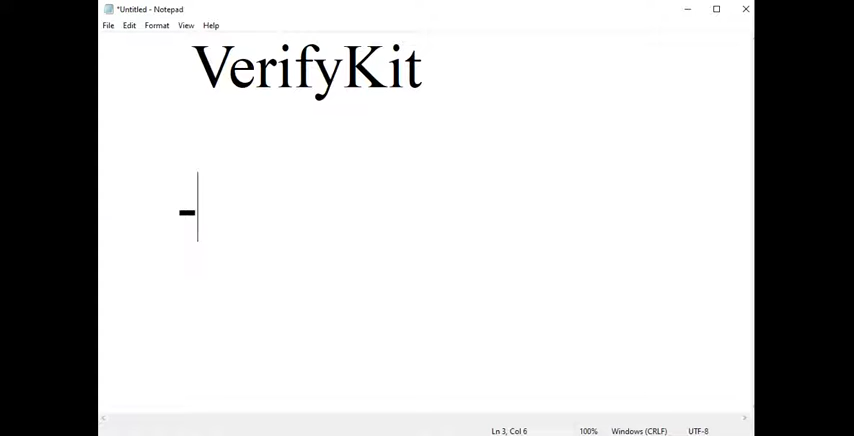 *Untitled - Notepad
File Edit Format View Help
VerifyKit
-
Ln 3, Col 6 100% Windows (CRLF) UTF-8